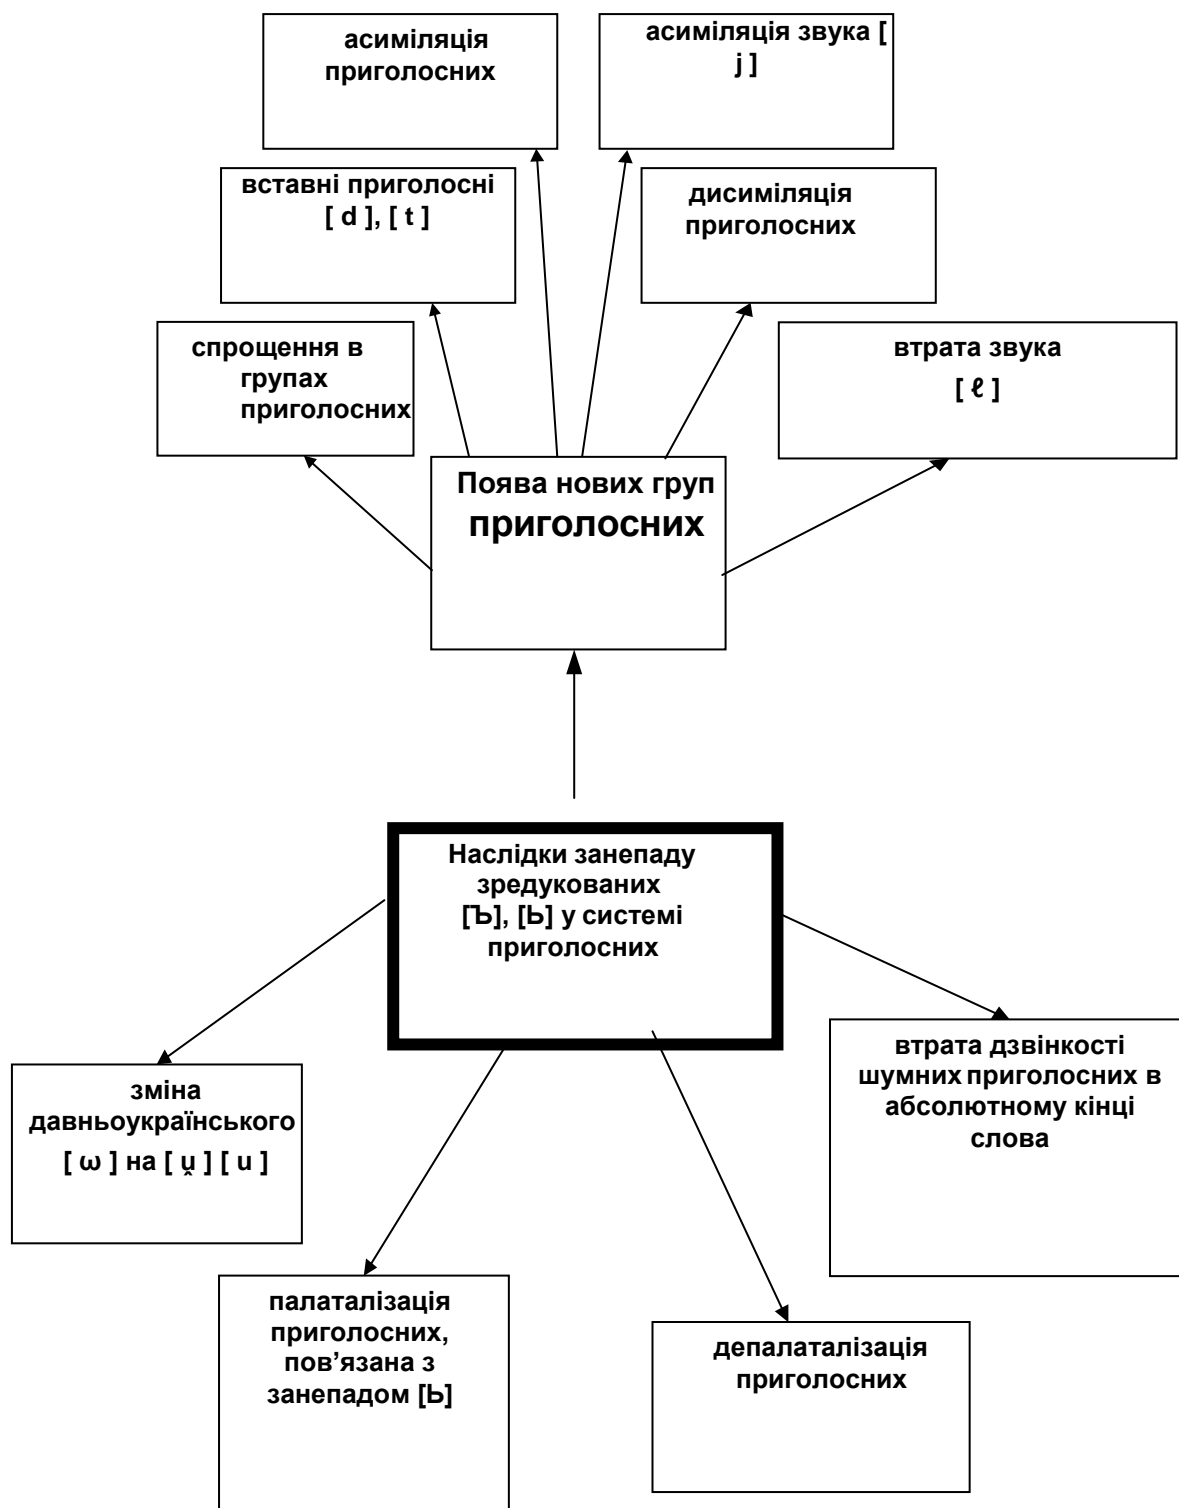 асиміляція
приголосних
асиміляція звука [
j ]
вставні приголосні
[ d ], [ t ]
дисиміляція
приголосних
спрощення в
групах
приголосних
втрата звука
[ ℓ ]
Поява нових груп
приголосних
Наслідки занепаду
зредукованих
[Ъ], [Ь] у системі
приголосних
зміна
давньоукраїнського
[ ω ] на [ u̯ ] [ u ]
втрата дзвінкості
шумних приголосних в
абсолютному кінці
слова
палаталізація
приголосних,
пов’язана з
занепадом [Ь]
депалаталізація
приголосних